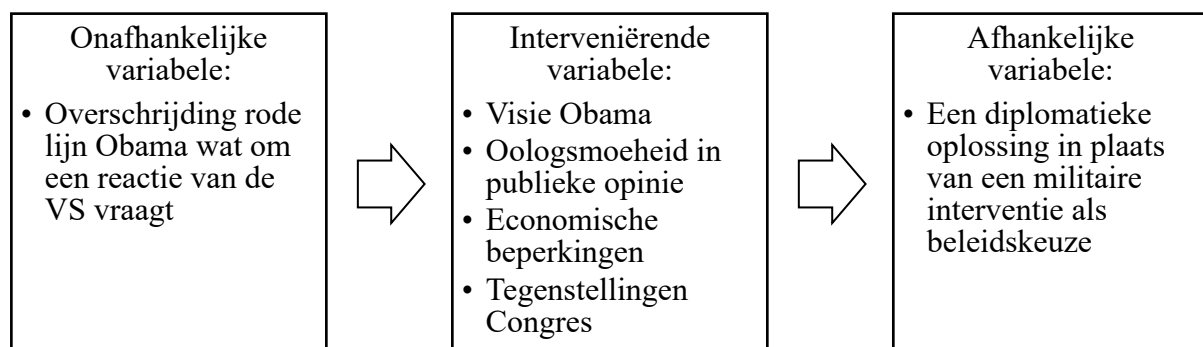 Onafhankelijke
variabele:
• Overschrijding rode
lijn Obama wat om
een reactie van de
VS vraagt
Interveniërende
variabele:
• Visie Obama
• Oologsmoeheid in
publieke opinie
• Economische
beperkingen
• Tegenstellingen
Congres
Afhankelijke
variabele:
• Een diplomatieke
oplossing in plaats
van een militaire
interventie als
beleidskeuze